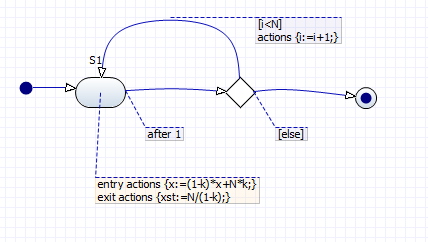 [i<N]
actions {i:=i+1;}
S1
after 1
[else]
entry actions {x:=(1-k)*x+N*k;}
exit actions {xst:=N/(1-k);}